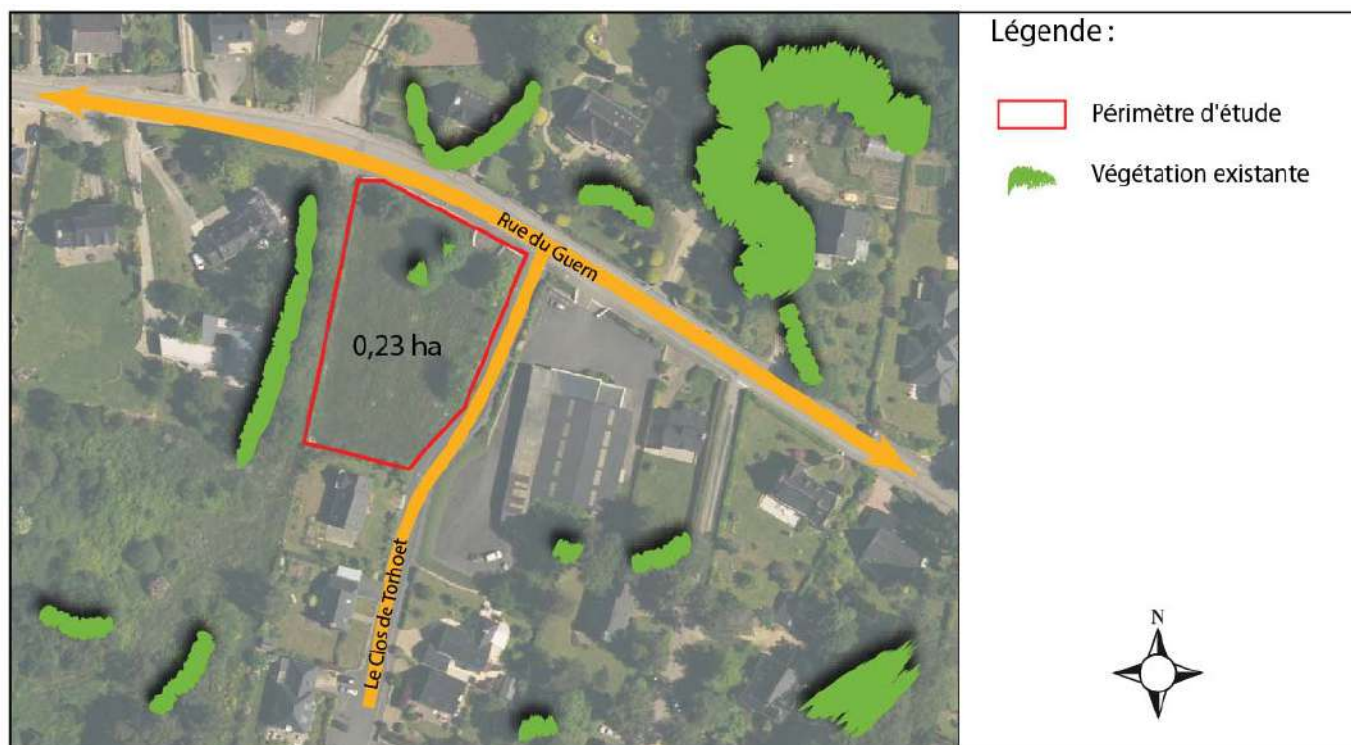 Légende :
Périmètre d'étude
Végétation existante
Rue du Guern
0,23 ha
Le Clos de Torhoet
N